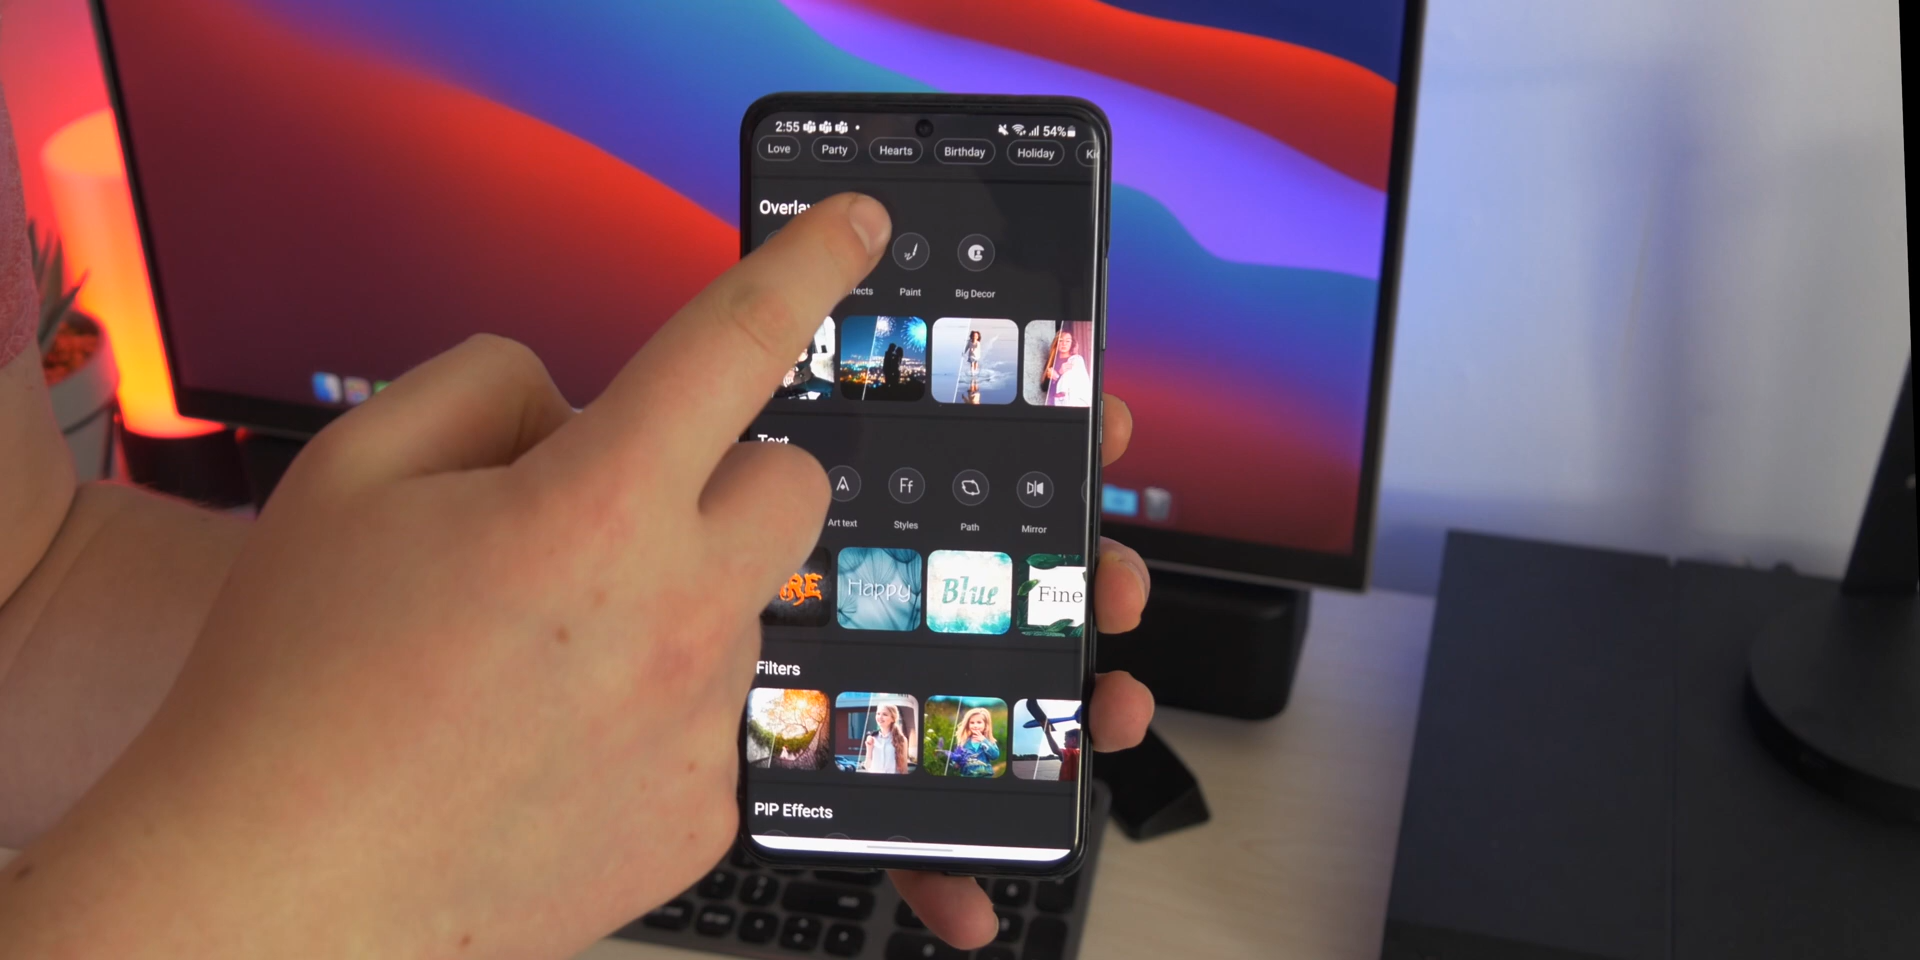 2:55 54%
Love Party Hearts Birthday Holiday
Paint Big Decor
Text
Art text Styles Path Mirror
Happy Blue Fine
Filters
PIP Effects